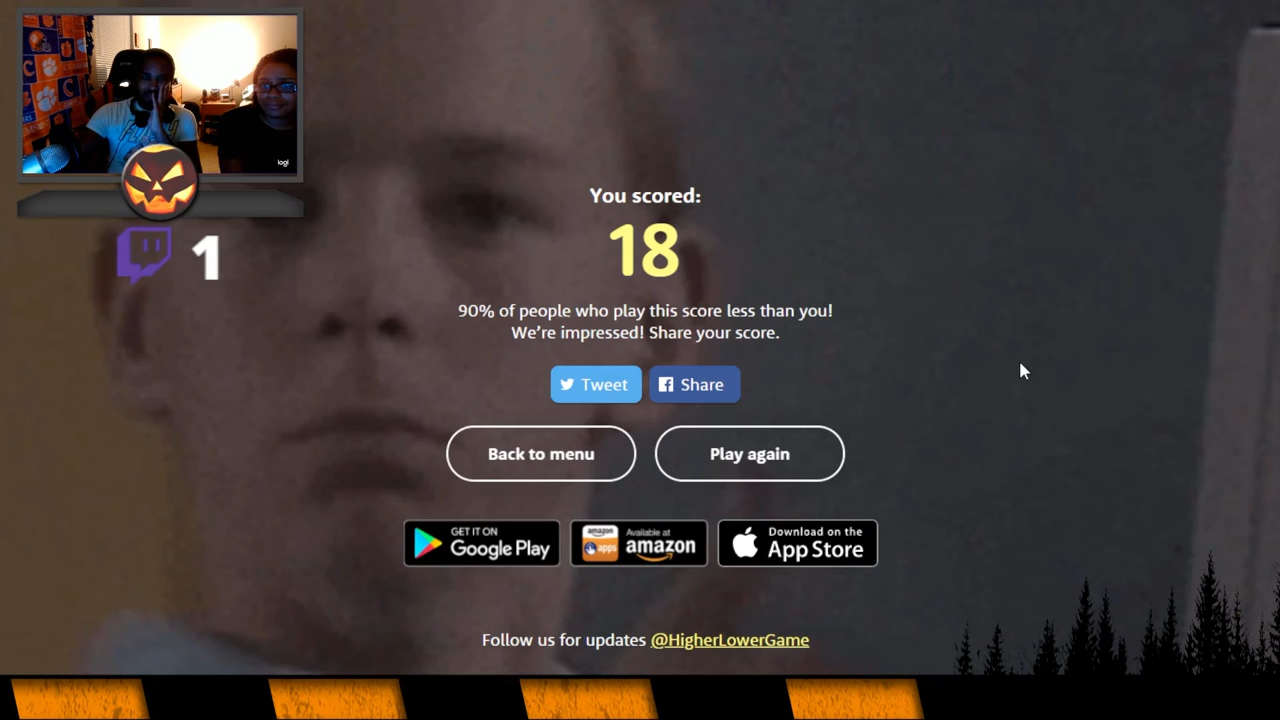 logi
1
You scored:
18
90% of people who play this score less than you!
We’re impressed! Share your score.
Tweet
Share
Back to menu
Play again
GET IT ON
Google Play
amazon
apps
Available at
amazon
Download on the
App Store
Follow us for updates @HigherLowerGame